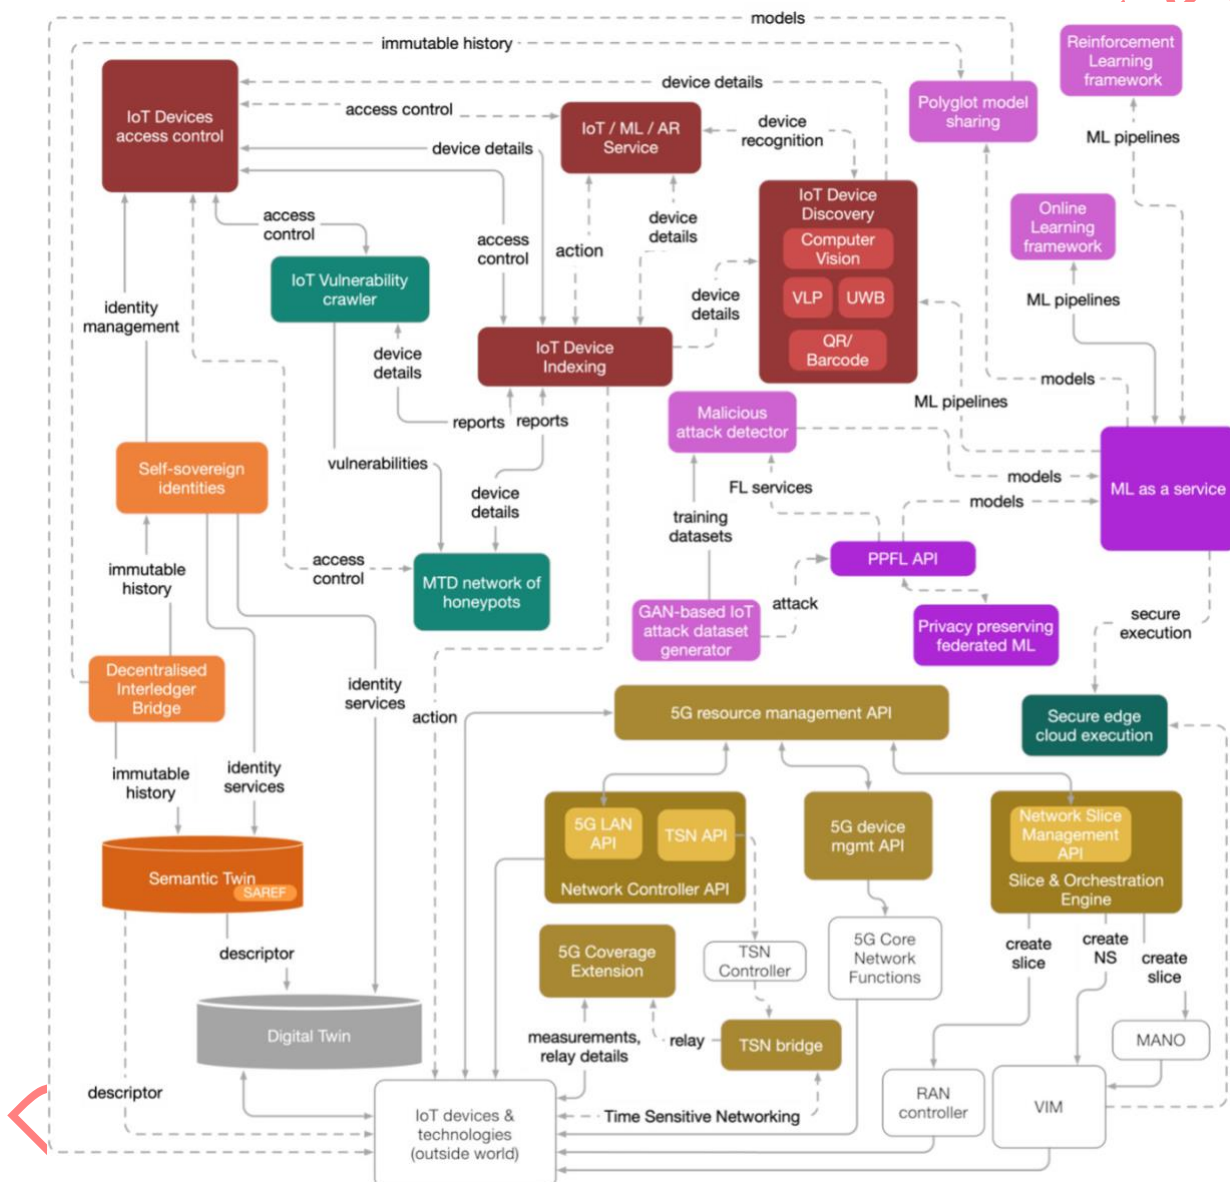 models
immutable history
Reinforcement
Learning
framework
device details
Polyglot model
sharing
IoT Devices
access control
access control
IoT / ML / AR
Service
device
recognition
ML pipelines
device details
IoT Device
Discovery
Computer
Vision
VLP
UWB
QR/
Barcode
Online
Learning
framework
access
control
access
control
action
device
details
IoT Vulnerability
crawler
identity
management
device
details
ML pipelines
IoT Device
Indexing
device
details
models
ML pipelines
reports
reports
Malicious
attack detector
vulnerabilities
Self-sovereign
identities
FL services
models
ML as a service
device
details
models
training
datasets
immutable
history
access
control
MTD network of
honeypots
PPFL API
attack
GAN-based IoT
attack dataset
generator
Privacy preserving
federated ML
secure
execution
Decentralised
Interledger
Bridge
identity
services
action
5G resource management API
Secure edge
cloud execution
immutable
history
identity
services
5G LAN
API
TSN API
Network Controller API
5G device
mgmt API
Network Slice
Management
API
Slice & Orchestration
Engine
Semantic Twin
SAREF
descriptor
5G Coverage
Extension
TSN
Controller
5G Core
Network
Functions
create
slice
create
NS
create
slice
Digital Twin
measurements,
relay details
relay
TSN bridge
MANO
descriptor
IoT devices &
technologies
(outside world)
Time Sensitive Networking
RAN
controller
VIM